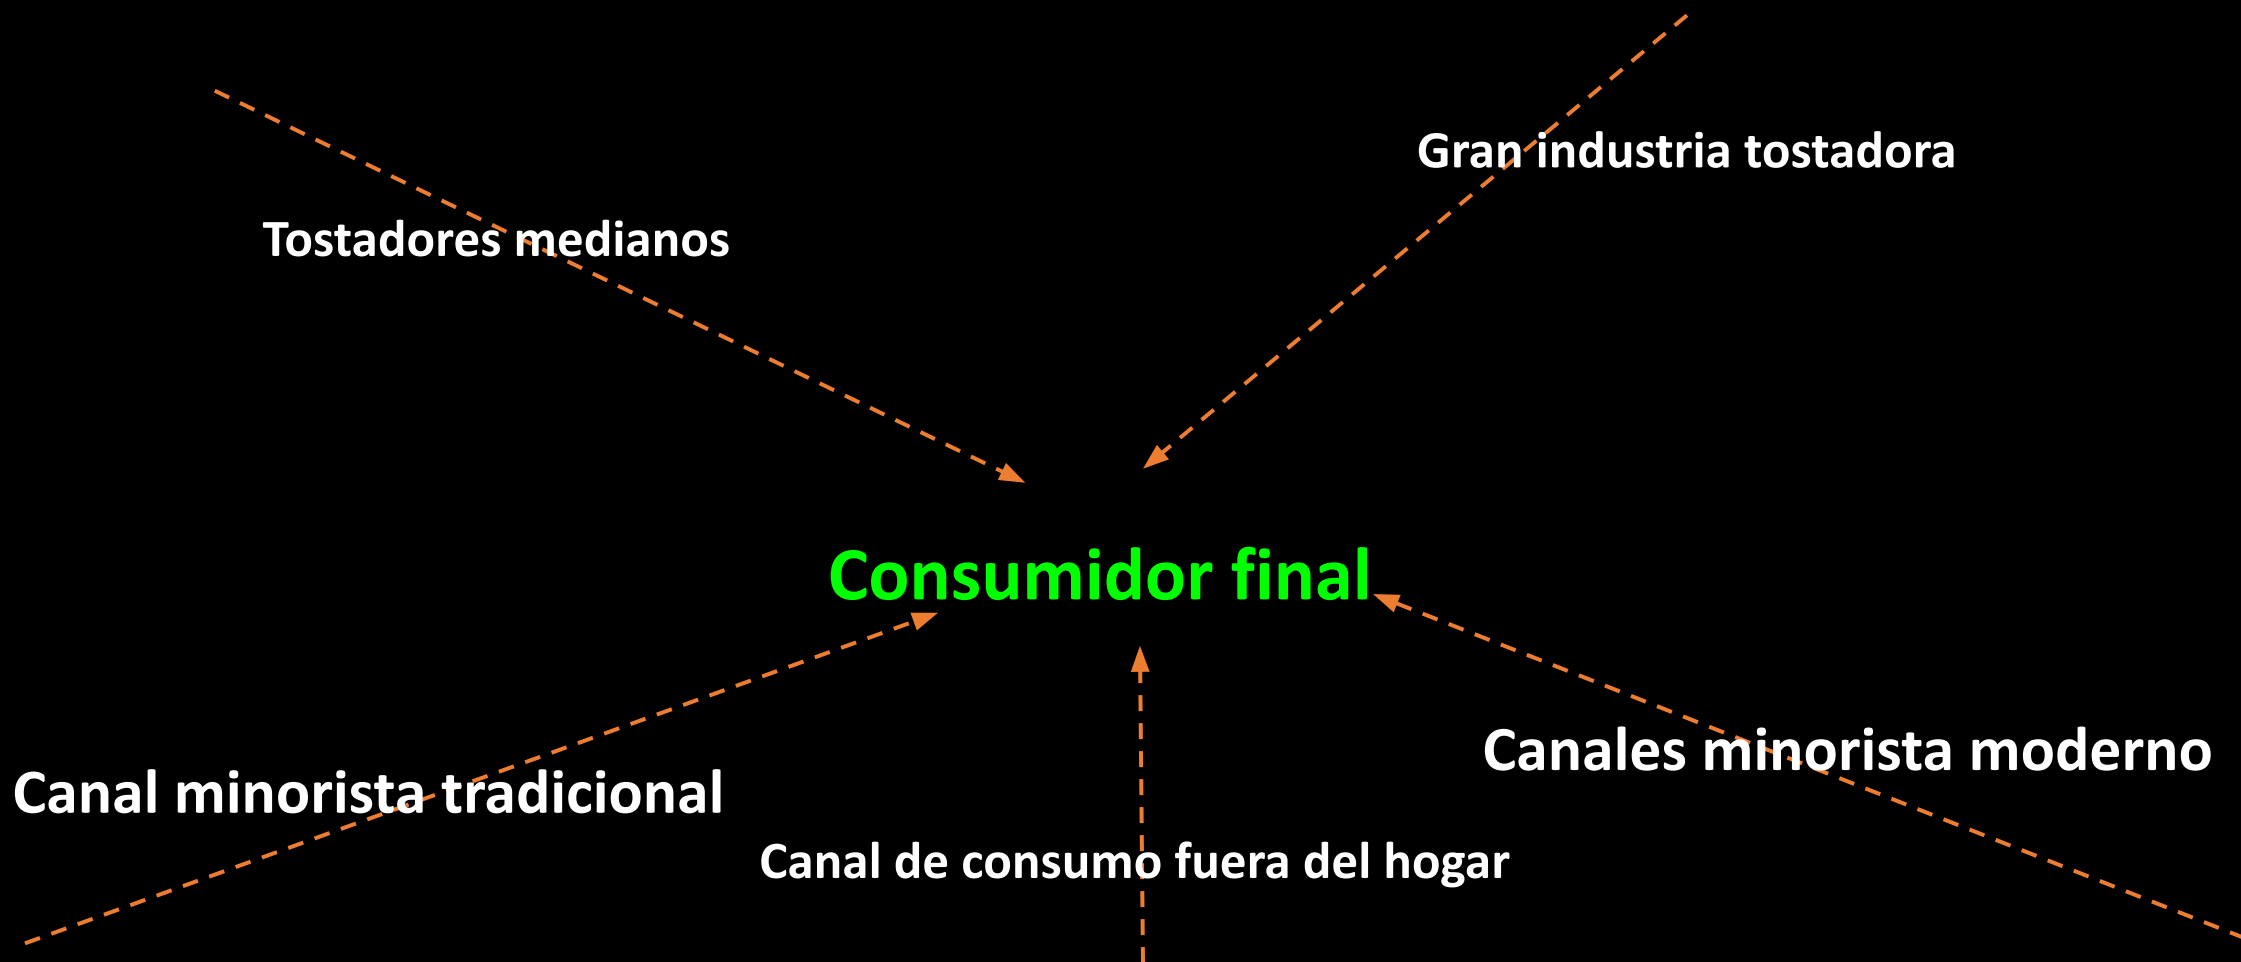 Gran industria tostadora
Tostadores medianos
Consumidor final
Canales minorista moderno
Canal minorista tradicional
Canal de consumo fuera del hogar